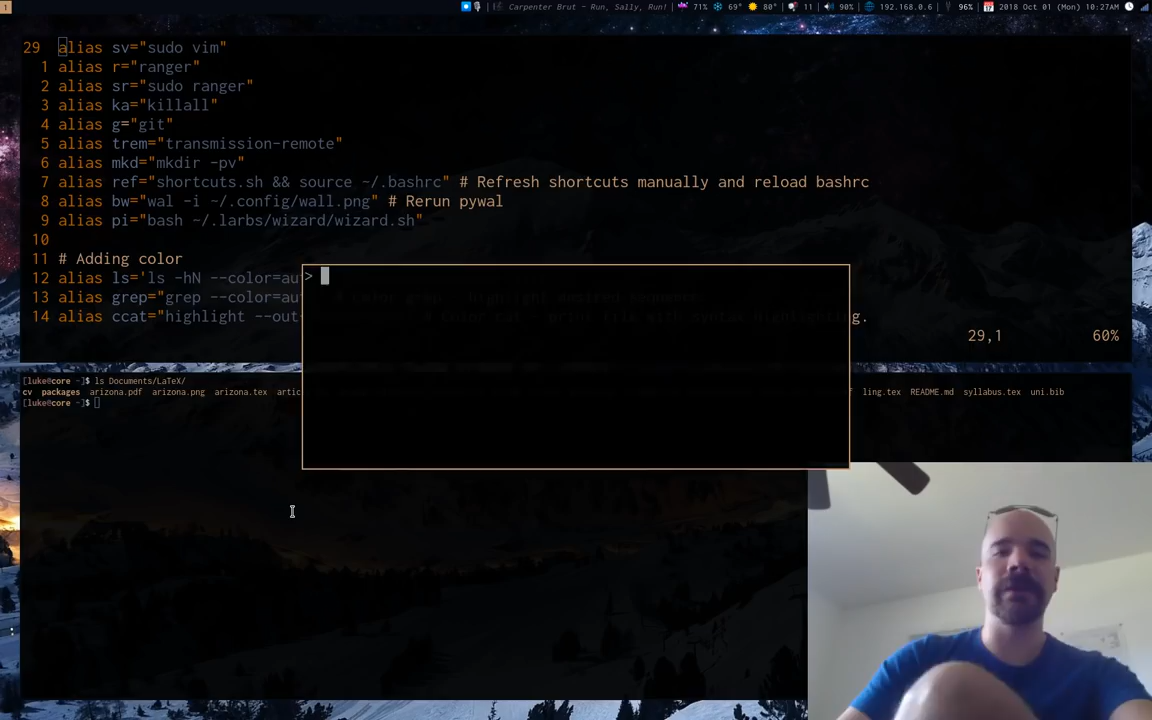 1 Carpenter Brut - Run, Sally, Run! 71% 69° 80° 11 90% 192.168.0.6 96% 2018 Oct 01 (Mon) 10:27AM
29 alias sv="sudo vim"
1 alias r="ranger"
2 alias sr="sudo ranger"
3 alias ka="killall"
4 alias g="git"
5 alias trem="transmission-remote"
6 alias mkd="mkdir -pv"
7 alias ref="shortcuts.sh && source ~/.bashrc" # Refresh shortcuts manually and reload bashrc
8 alias bw="wal -i ~/.config/wall.png" # Rerun pywal
9 alias pi="bash ~/.larbs/wizard/wizard.sh"
10
11 # Adding color
12 alias ls='ls -hN --color=au
>
13 alias grep="grep --color=au
14 alias ccat="highlight --out g.
29,1 60%
[luke@core ~]$ ls Documents/LaTeX/
cv packages arizona.pdf arizona.png arizona.tex artic f ling.tex README.md syllabus.tex uni.bib
[luke@core ~]$